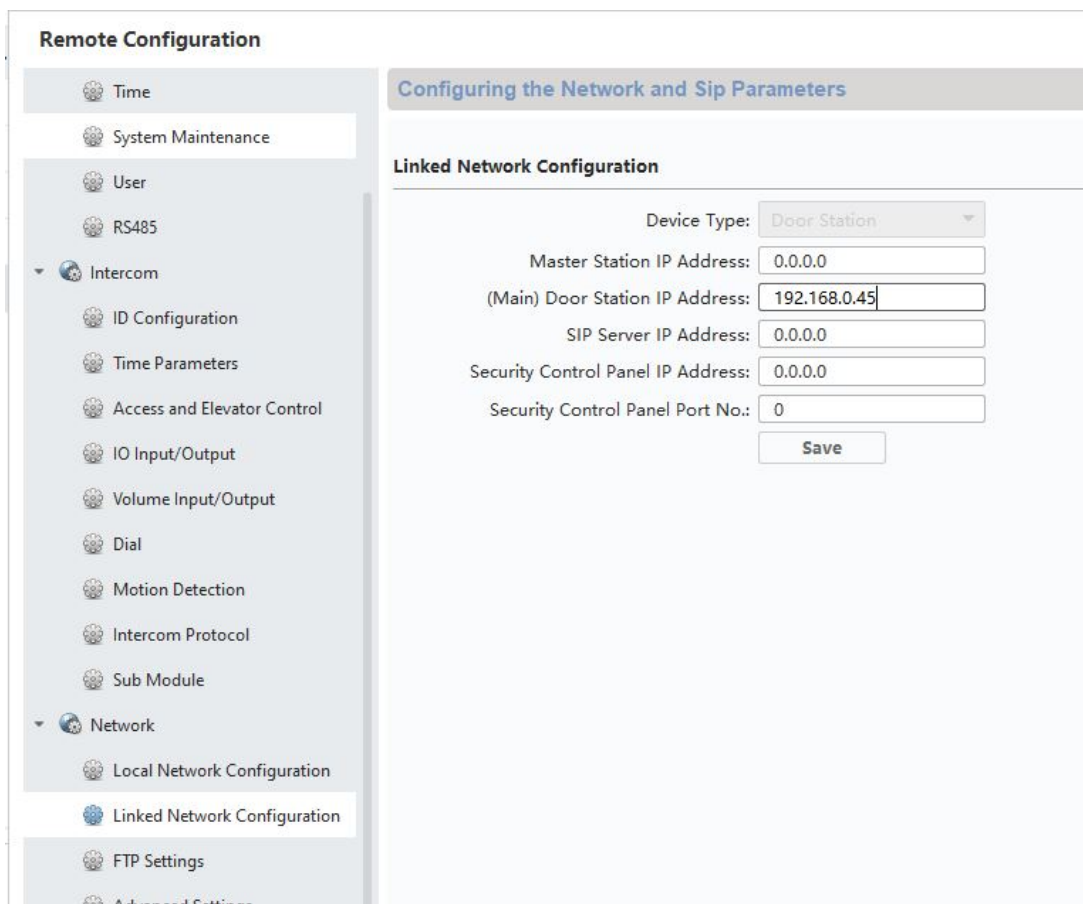 Remote Configuration
Time
System Maintenance
User
RS485
Intercom
ID Configuration
Time Parameters
Access and Elevator Control
IO Input/Output
Volume Input/Output
Dial
Motion Detection
Intercom Protocol
Sub Module
Network
Local Network Configuration
Linked Network Configuration
FTP Settings
Advanced Settings
Configuring the Network and Sip Parameters
Linked Network Configuration
Device Type: Door Station
Master Station IP Address: 0.0.0.0
(Main) Door Station IP Address: 192.168.0.45
SIP Server IP Address: 0.0.0.0
Security Control Panel IP Address: 0.0.0.0
Security Control Panel Port No.: 0
Save